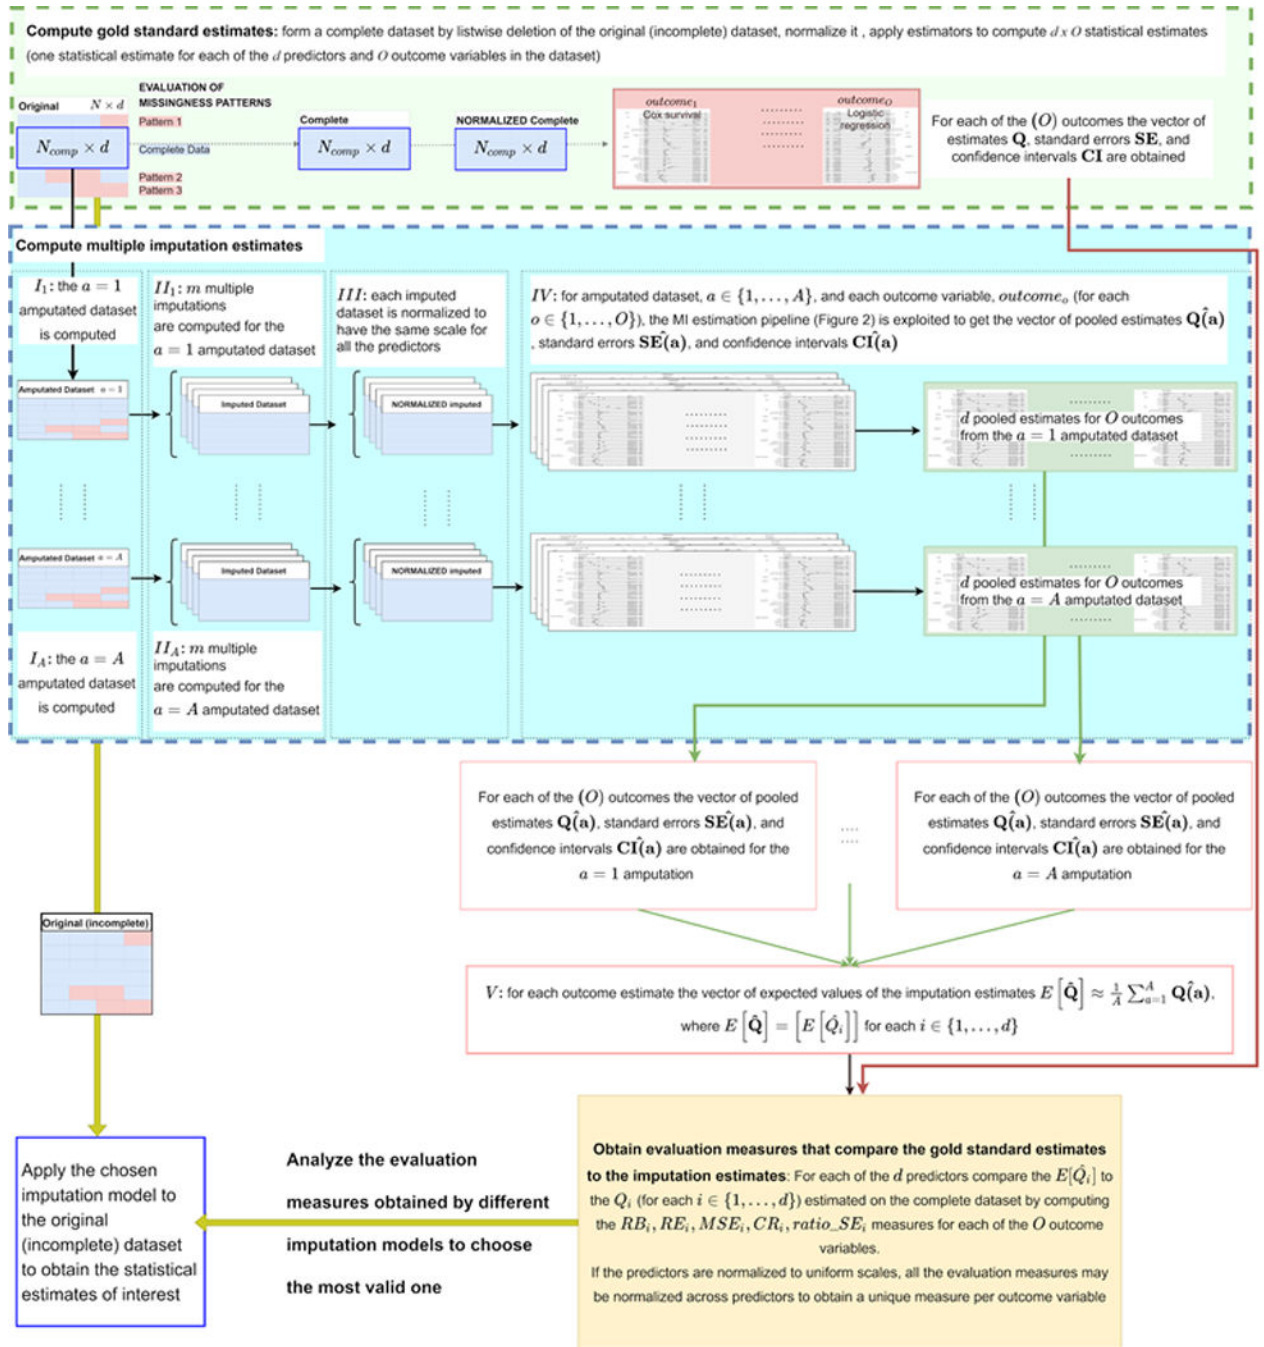 Compute gold standard estimates: form a complete dataset by listwise deletion of the original (incomplete) dataset, normalize it , apply estimators to compute d x O statistical estimates
(one statistical estimate for each of the d predictors and O outcome variables in the dataset)
EVALUATION OF
MISSINGNESS PATTERNS
Original N × d
Pattern 1
N_comp × d
Complete Data
Pattern 2
Pattern 3
Complete
N_comp × d
NORMALIZED Complete
N_comp × d
outcome_1
Cox survival
outcome_O
Logistic
regression
For each of the (O) outcomes the vector of
estimates Q, standard errors SE, and
confidence intervals CI are obtained
Compute multiple imputation estimates
I_1: the a = 1
amputated dataset
is computed
II_1: m multiple
imputations
are computed for the
a = 1 amputated dataset
III: each imputed
dataset is normalized to
have the same scale for
all the predictors
IV: for amputated dataset, a ∈ {1, . . . , A}, and each outcome variable, outcome_o (for each
o ∈ {1, . . . , O}), the MI estimation pipeline (Figure 2) is exploited to get the vector of pooled estimates Q̂(a)
, standard errors SÊ(a), and confidence intervals CÎ(a)
Amputated Dataset a = 1
Imputed Dataset
NORMALIZED imputed
d pooled estimates for O outcomes
from the a = 1 amputated dataset
Amputated Dataset a = A
Imputed Dataset
NORMALIZED imputed
d pooled estimates for O outcomes
from the a = A amputated dataset
I_A: the a = A
amputated dataset
is computed
II_A: m multiple
imputations
are computed for the
a = A amputated dataset
For each of the (O) outcomes the vector of pooled
estimates Q̂(a), standard errors SÊ(a), and
confidence intervals CÎ(a) are obtained for the
a = 1 amputation
For each of the (O) outcomes the vector of pooled
estimates Q̂(a), standard errors SÊ(a), and
confidence intervals CÎ(a) are obtained for the
a = A amputation
Original (incomplete)
V: for each outcome estimate the vector of expected values of the imputation estimates E[Q̂] ≈ 1/A ∑_{a=1}^{A} Q̂(a),
where E[Q̂] = [E[Q̂_i]] for each i ∈ {1, . . . , d}
Obtain evaluation measures that compare the gold standard estimates
to the imputation estimates: For each of the d predictors compare the E[Q̂_i] to
the Q_i (for each i ∈ {1, . . . , d}) estimated on the complete dataset by computing
the RB_i, RE_i, MSE_i, CR_i, ratio_SE_i measures for each of the O outcome
variables.
If the predictors are normalized to uniform scales, all the evaluation measures may
be normalized across predictors to obtain a unique measure per outcome variable
Analyze the evaluation
measures obtained by different
imputation models to choose
the most valid one
Apply the chosen
imputation model to
the original
(incomplete) dataset
to obtain the statistical
estimates of interest